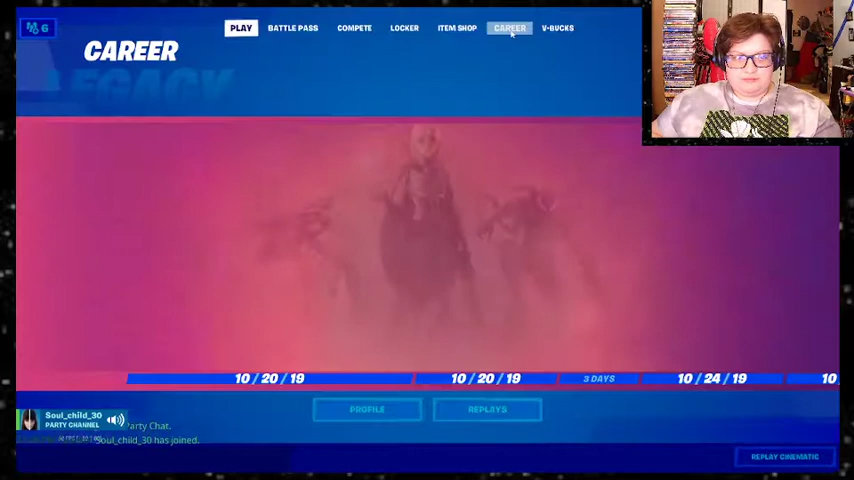 6
PLAY BATTLE PASS COMPETE LOCKER ITEM SHOP CAREER V-BUCKS
CAREER
LEGACY
10 / 20 / 19 10 / 20 / 19 3 DAYS 10 / 24 / 19 10
PROFILE REPLAYS
Soul_child_30
PARTY CHANNEL
Party Chat.
Soul_child_30 has joined.
REPLAY CINEMATIC